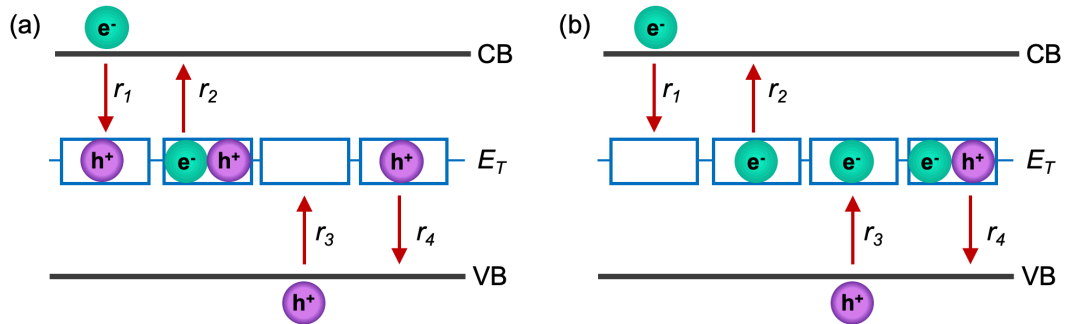 (a)
e-
CB
r1
r2
h+
e-
h+
h+
ET
r3
r4
VB
h+
(b)
e-
CB
r1
r2
e-
e-
e-
h+
ET
r3
r4
VB
h+